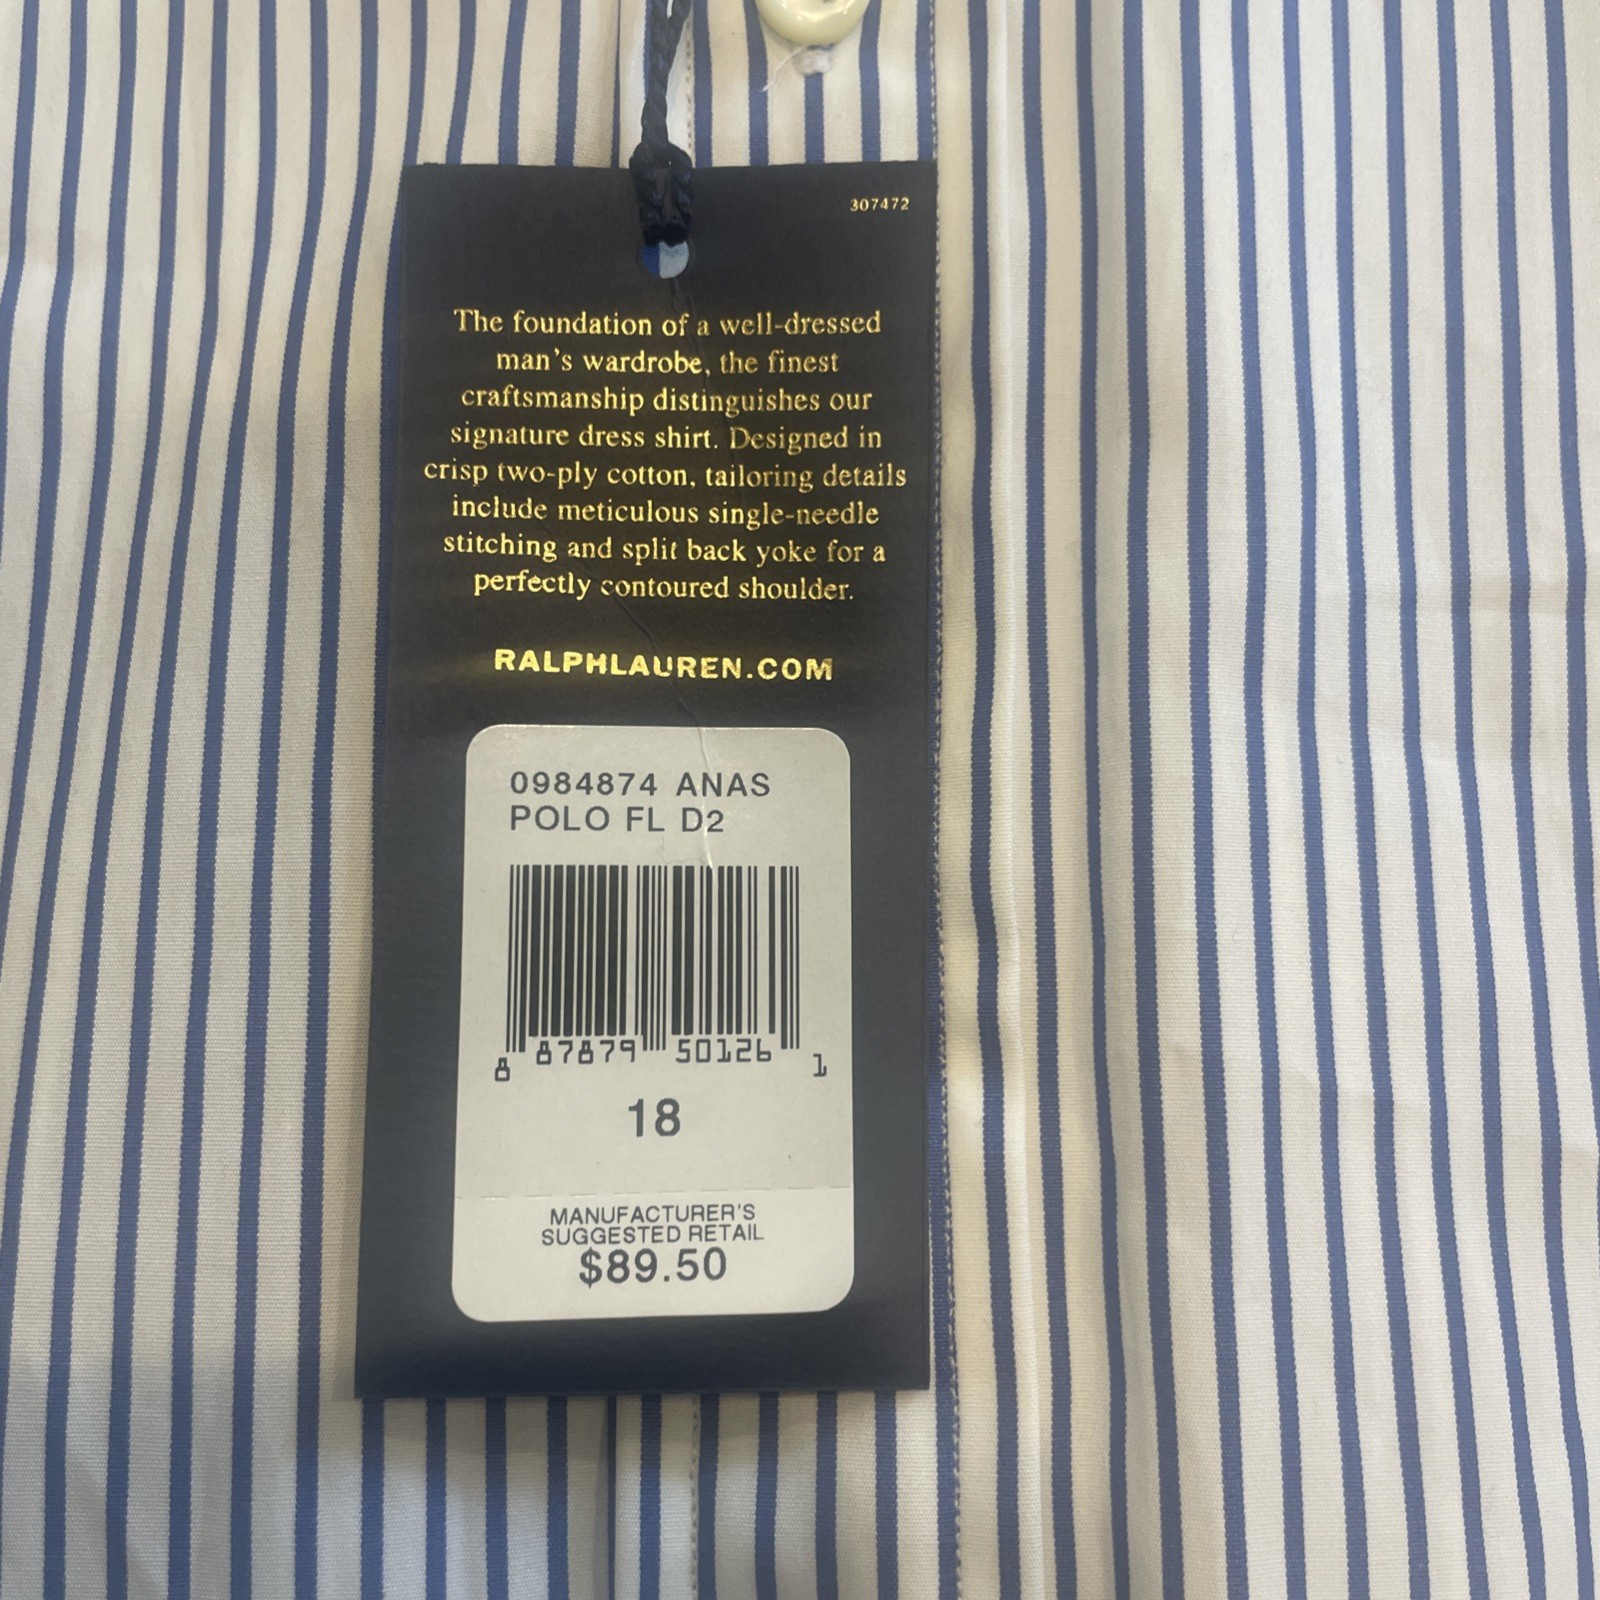 307472
The foundation of a well-dressed
man's wardrobe, the finest
craftsmanship distinguishes our
signature dress shirt. Designed in
crisp two-ply cotton, tailoring details
include meticulous single-needle
stitching and split back yoke for a
perfectly contoured shoulder.
RALPHLAUREN.COM
0984874 ANAS
POLO FL D2
8 87879 50126 1
18
MANUFACTURER'S
SUGGESTED RETAIL
$89.50